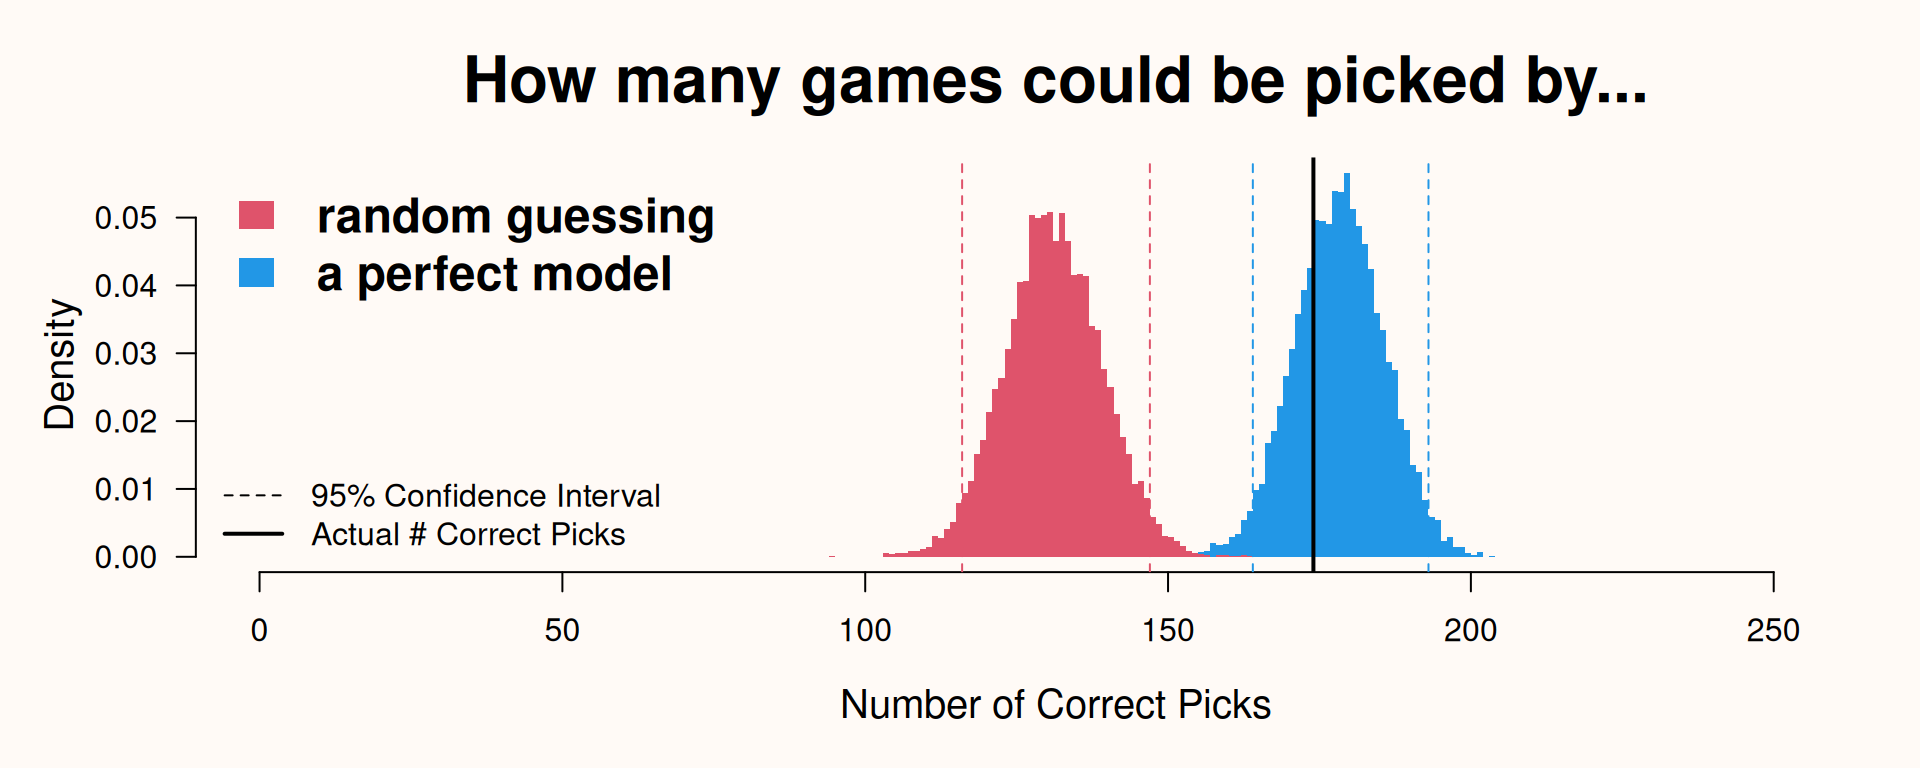 How many games could be picked by...
random guessing
a perfect model
Density
0.05
0.04
0.03
0.02
0.01
0.00
95% Confidence Interval
Actual # Correct Picks
0 50 100 150 200 250
Number of Correct Picks